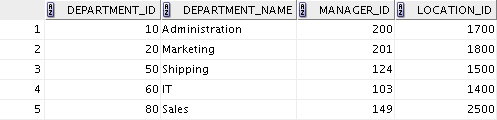 DEPARTMENT_ID DEPARTMENT_NAME MANAGER_ID LOCATION_ID
1 10 Administration 200 1700
2 20 Marketing 201 1800
3 50 Shipping 124 1500
4 60 IT 103 1400
5 80 Sales 149 2500